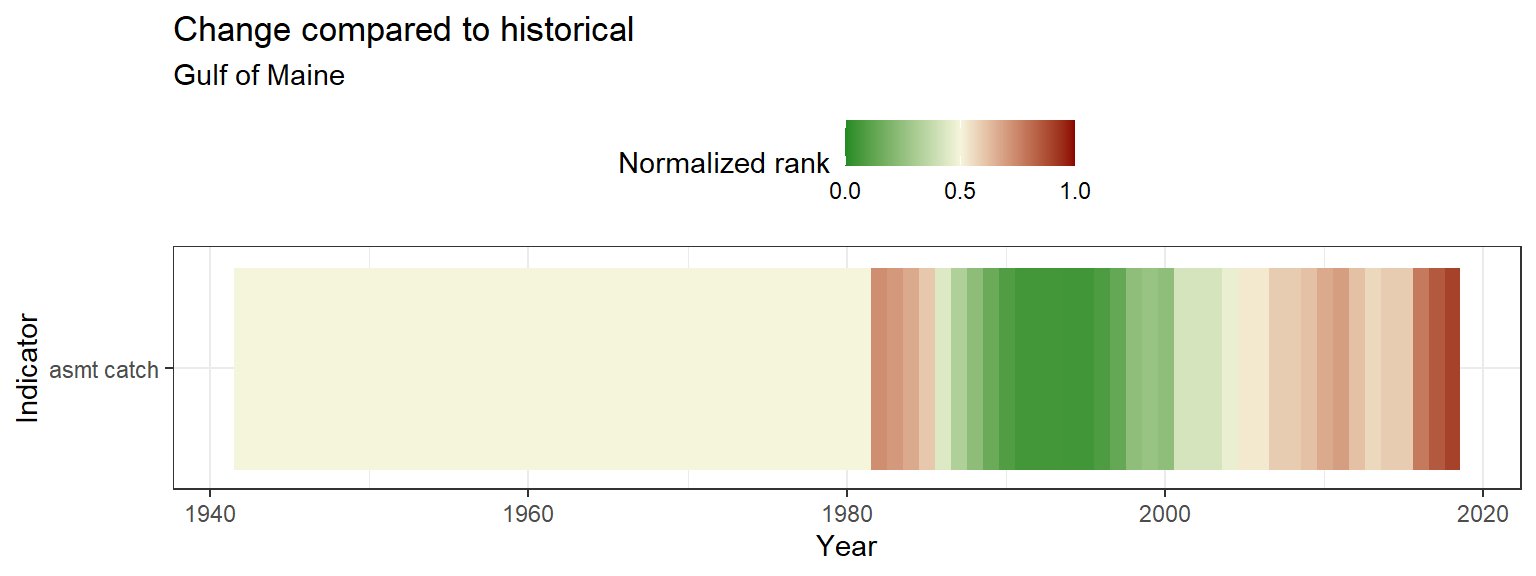 Change compared to historical
Gulf of Maine
Normalized rank
0.0 0.5 1.0
Indicator
asmt catch
1940 1960 1980 2000 2020
Year